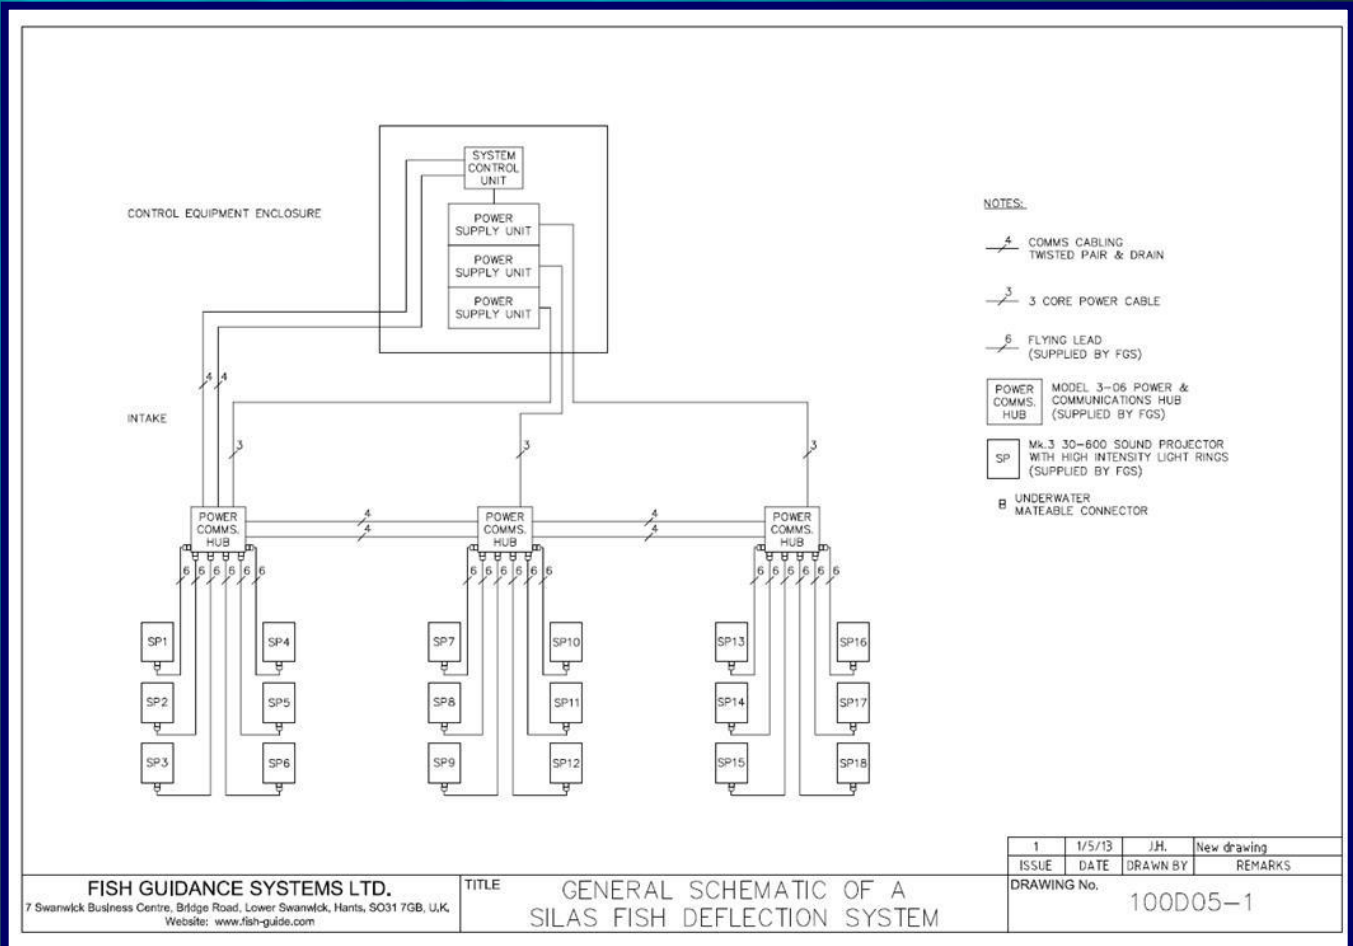 SYSTEM
CONTROL
UNIT
CONTROL EQUIPMENT ENCLOSURE
POWER
SUPPLY UNIT
POWER
SUPPLY UNIT
POWER
SUPPLY UNIT
NOTES:
4
COMMS CABLING
TWISTED PAIR & DRAIN
3
3 CORE POWER CABLE
6
FLYING LEAD
(SUPPLIED BY FGS)
POWER
COMMS.
HUB
MODEL 3-06 POWER &
COMMUNICATIONS HUB
(SUPPLIED BY FGS)
SP
Mk.3 30-600 SOUND PROJECTOR
WITH HIGH INTENSITY LIGHT RINGS
(SUPPLIED BY FGS)
UNDERWATER
MATEABLE CONNECTOR
4 4
INTAKE
3 3 3
POWER
COMMS.
HUB
4
4
POWER
COMMS.
HUB
4
4
POWER
COMMS.
HUB
6 6 6 6 6 6
6 6 6 6 6 6
6 6 6 6 6 6
SP1 SP4 SP7 SP10 SP13 SP16
SP2 SP5 SP8 SP11 SP14 SP17
SP3 SP6 SP9 SP12 SP15 SP18
1 1/5/13 J.H. New drawing
ISSUE DATE DRAWN BY REMARKS
FISH GUIDANCE SYSTEMS LTD.
7 Swanwick Business Centre, Bridge Road, Lower Swanwick, Hants, SO31 7GB, U.K.
Website: www.fish-guide.com
TITLE
GENERAL SCHEMATIC OF A
SILAS FISH DEFLECTION SYSTEM
DRAWING No.
100D05-1